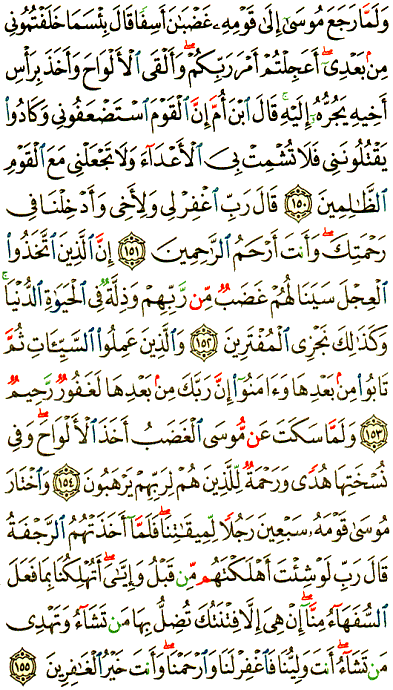 وَلَمَّا رَجَعَ مُوسَىٰٓ إِلَىٰ قَوْمِهِۦ غَضْبَٰنَ أَسِفًا قَالَ بِئْسَمَا خَلَفْتُمُونِى
مِنۢ بَعْدِىٓ ۖ أَعَجِلْتُمْ أَمْرَ رَبِّكُمْ ۖ وَأَلْقَى ٱلْأَلْوَاحَ وَأَخَذَ بِرَأْسِ
أَخِيهِ يَجُرُّهُۥٓ إِلَيْهِ ۚ قَالَ ٱبْنَ أُمَّ إِنَّ ٱلْقَوْمَ ٱسْتَضْعَفُونِى وَكَادُوا۟
يَقْتُلُونَنِى فَلَا تُشْمِتْ بِىَ ٱلْأَعْدَآءَ وَلَا تَجْعَلْنِى مَعَ ٱلْقَوْمِ
ٱلظَّٰلِمِينَ ﴿١٥٠﴾ قَالَ رَبِّ ٱغْفِرْ لِى وَلِأَخِى وَأَدْخِلْنَا فِى
رَحْمَتِكَ ۖ وَأَنتَ أَرْحَمُ ٱلرَّٰحِمِينَ ﴿١٥١﴾ إِنَّ ٱلَّذِينَ ٱتَّخَذُوا۟
ٱلْعِجْلَ سَيَنَالُهُمْ غَضَبٌ مِّن رَّبِّهِمْ وَذِلَّةٌ فِى ٱلْحَيَوٰةِ ٱلدُّنْيَا ۚ
وَكَذَٰلِكَ نَجْزِى ٱلْمُفْتَرِينَ ﴿١٥٢﴾ وَٱلَّذِينَ عَمِلُوا۟ ٱلسَّيِّـَٔاتِ ثُمَّ
تَابُوا۟ مِنۢ بَعْدِهَا وَءَامَنُوٓا۟ إِنَّ رَبَّكَ مِنۢ بَعْدِهَا لَغَفُورٌ رَّحِيمٌ
﴿١٥٣﴾ وَلَمَّا سَكَتَ عَن مُّوسَى ٱلْغَضَبُ أَخَذَ ٱلْأَلْوَاحَ ۖ وَفِى
نُسْخَتِهَا هُدًى وَرَحْمَةٌ لِّلَّذِينَ هُمْ لِرَبِّهِمْ يَرْهَبُونَ ﴿١٥٤﴾ وَٱخْتَارَ
مُوسَىٰ قَوْمَهُۥ سَبْعِينَ رَجُلًا لِّمِيقَٰتِنَا ۖ فَلَمَّآ أَخَذَتْهُمُ ٱلرَّجْفَةُ
قَالَ رَبِّ لَوْ شِئْتَ أَهْلَكْتَهُم مِّن قَبْلُ وَإِيَّٰىَ ۖ أَتُهْلِكُنَا بِمَا فَعَلَ
ٱلسُّفَهَآءُ مِنَّآ ۖ إِنْ هِىَ إِلَّا فِتْنَتُكَ تُضِلُّ بِهَا مَن تَشَآءُ وَتَهْدِى
مَن تَشَآءُ ۖ أَنتَ وَلِيُّنَا فَٱغْفِرْ لَنَا وَٱرْحَمْنَا ۖ وَأَنتَ خَيْرُ ٱلْغَٰفِرِينَ ﴿١٥٥﴾